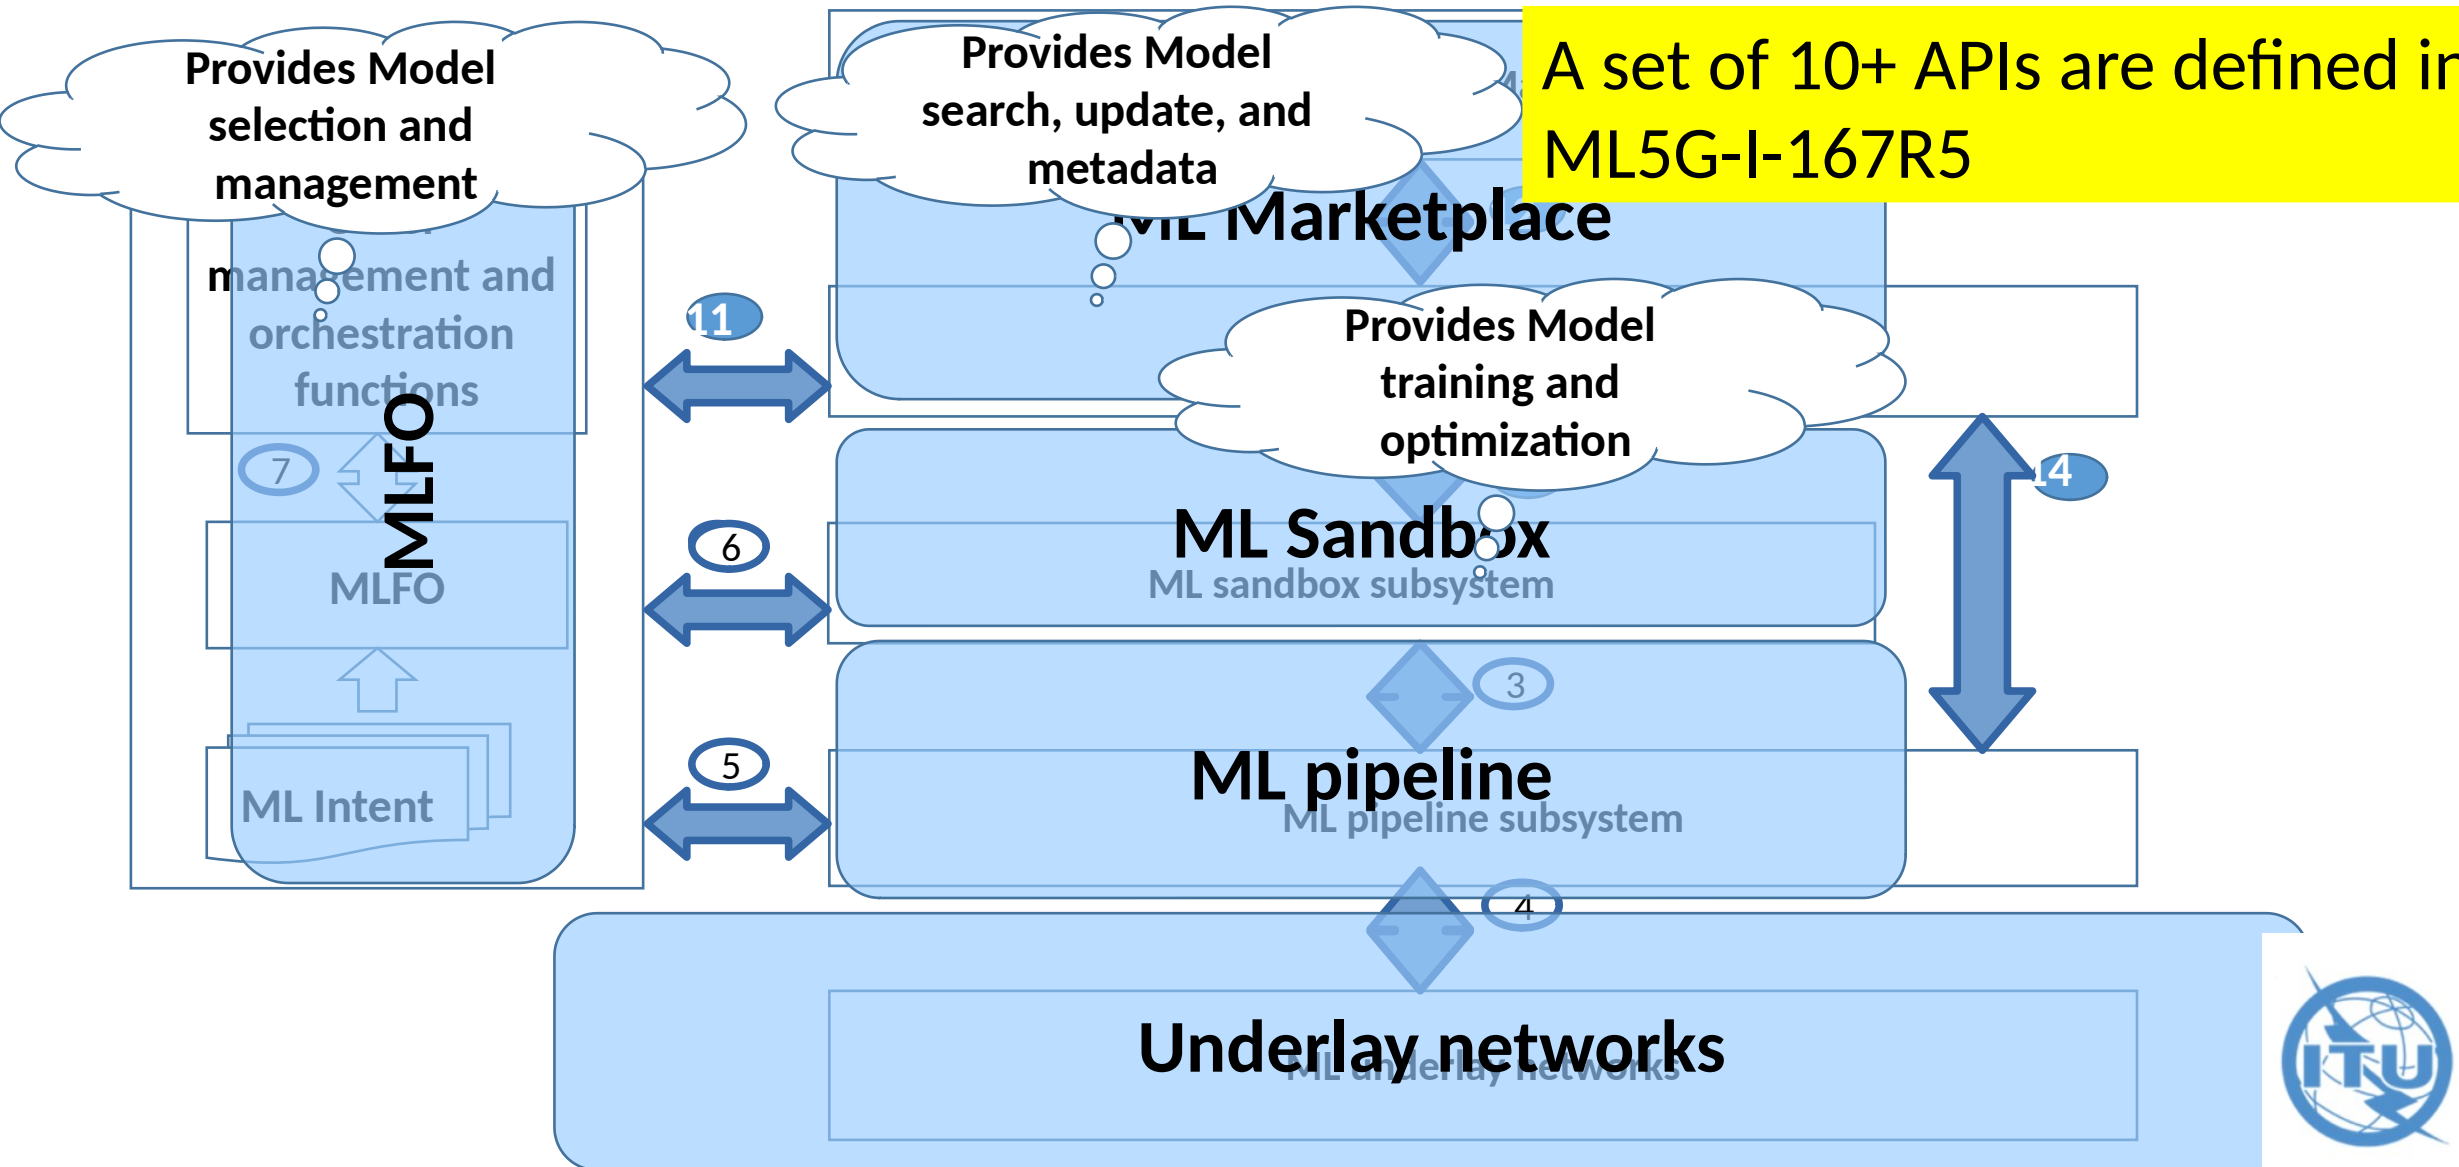 Provides Model
selection and
management
Provides Model
search, update, and
metadata
A set of 10+ APIs are defined in
ML5G-I-167R5
ML Marketplace
management and
orchestration
functions
11
Provides Model
training and
optimization
MLFO
7
14
6
ML Sandbox
ML sandbox subsystem
MLFO
3
5
ML pipeline
ML pipeline subsystem
ML Intent
4
Underlay networks
ML underlay networks
ITU